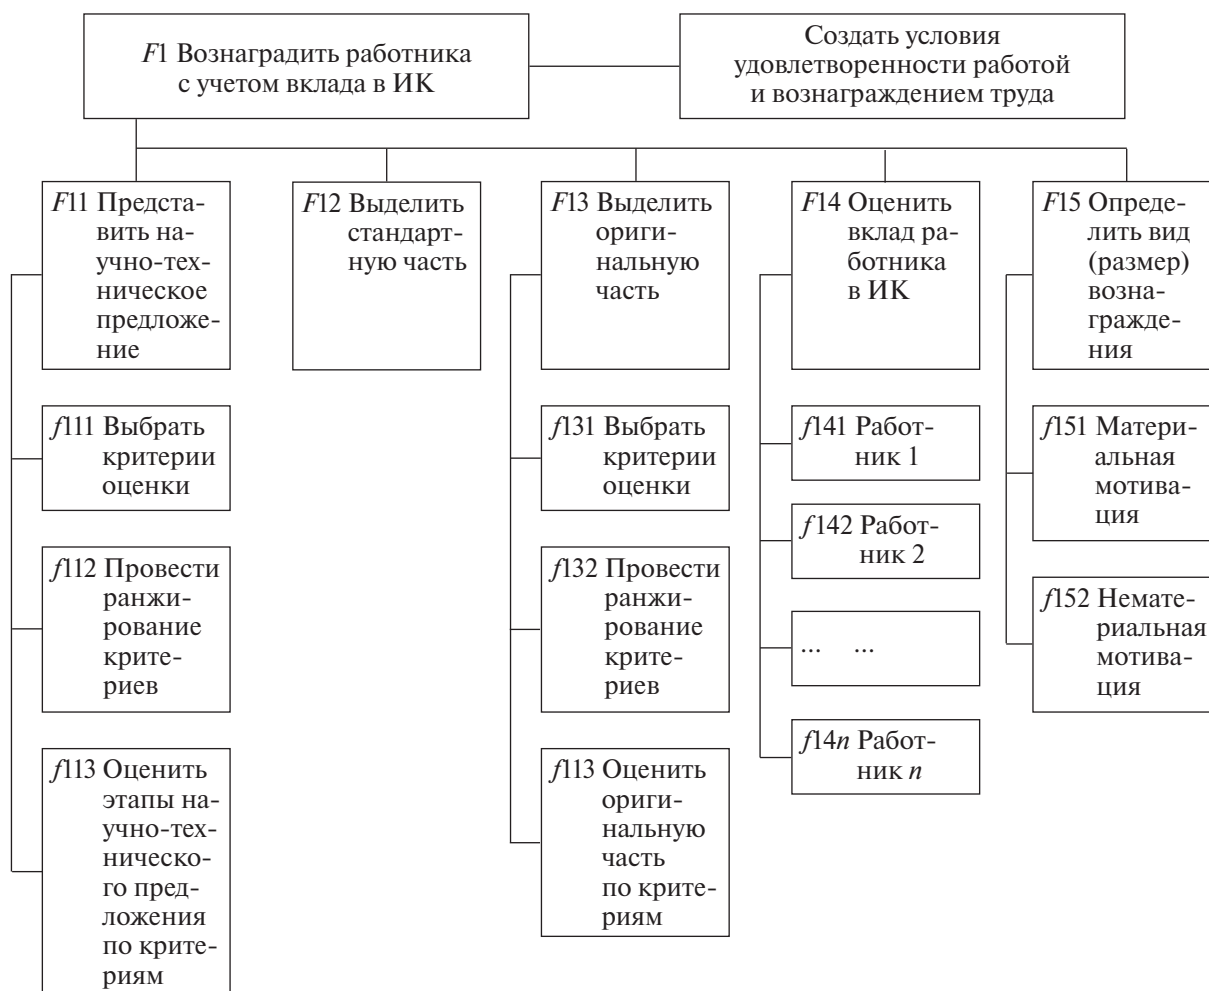 F1 Вознаградить работника
с учетом вклада в ИК
Создать условия
удовлетворенности работой
и вознаграждением труда
F11 Предста-
вить на-
учно-тех-
ническое
предложе-
ние
f111 Выбрать
критерии
оценки
f112 Провести
ранжи-
рование
крите-
риев
f113 Оценить
этапы на-
учно-тех-
ническо-
го пред-
ложения
по крите-
риям
F12 Выделить
стандарт-
ную часть
F13 Выделить
ориги-
нальную
часть
f131 Выбрать
критерии
оценки
f132 Провести
ранжи-
рование
крите-
риев
f113 Оценить
ориги-
нальную
часть
по крите-
риям
F14 Оценить
вклад ра-
ботника
в ИК
f141 Работ-
ник 1
f142 Работ-
ник 2
... ...
f14n Работ-
ник n
F15 Опреде-
лить вид
(размер)
возна-
гражде-
ния
f151 Матери-
альная
мотива-
ция
f152 Немате-
риальная
мотива-
ция